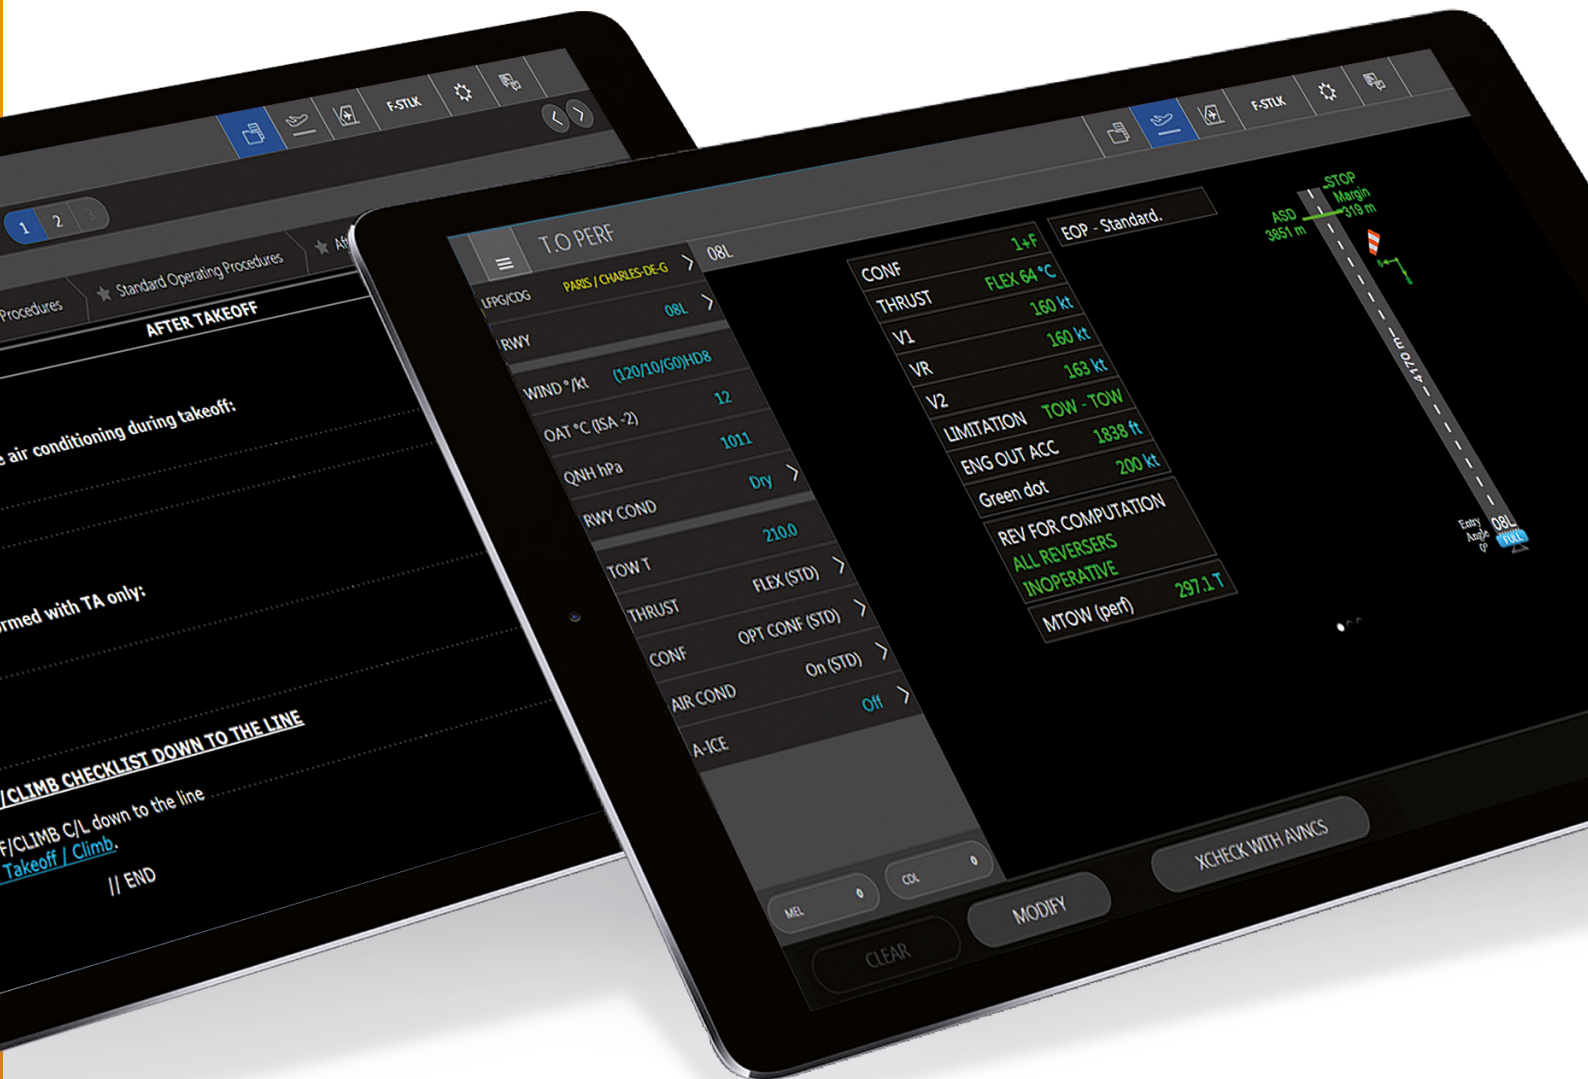 F-STLK
1 2 3
Procedures
Standard Operating Procedures
AFTER TAKEOFF
air conditioning during takeoff:
with TA only:
/CLIMB CHECKLIST DOWN TO THE LINE
F/CLIMB C/L down to the line
Takeoff / Climb.
// END
F-STLK
T.O PERF
LFPG/CDG PARIS / CHARLES-DE-G
RWY 08L
WIND °/kt (120/10/G0)HD8
OAT °C (ISA -2) 12
QNH hPa 1011
RWY COND Dry
TOW T 210.0
THRUST FLEX (STD)
CONF OPT CONF (STD)
AIR COND On (STD)
A-ICE Off
MEL 0 CDL 0
CLEAR MODIFY XCHECK WITH AVNCS
08L
CONF 1+F
THRUST FLEX 64 °C
V1 160 kt
VR 160 kt
V2 163 kt
LIMITATION TOW - TOW
ENG OUT ACC 1838 ft
Green dot 200 kt
REV FOR COMPUTATION
ALL REVERSERS
INOPERATIVE
MTOW (perf) 297.1 T
EOP - Standard.
STOP
Margin
319 m
ASD
3851 m
4170 m
Entry
Angle
0°
08L
FULL